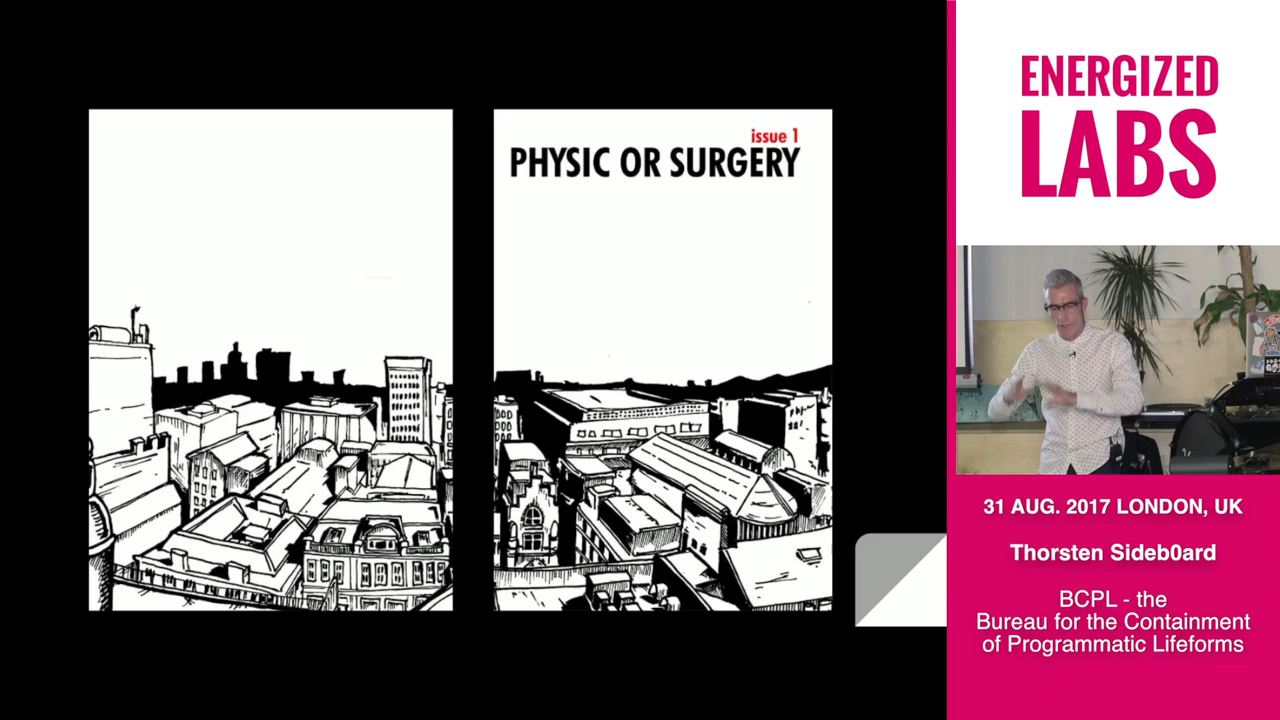 issue 1
PHYSIC OR SURGERY
ENERGIZED
LABS
31 AUG. 2017 LONDON, UK
Thorsten Sideb0ard
BCPL - the
Bureau for the Containment
of Programmatic Lifeforms